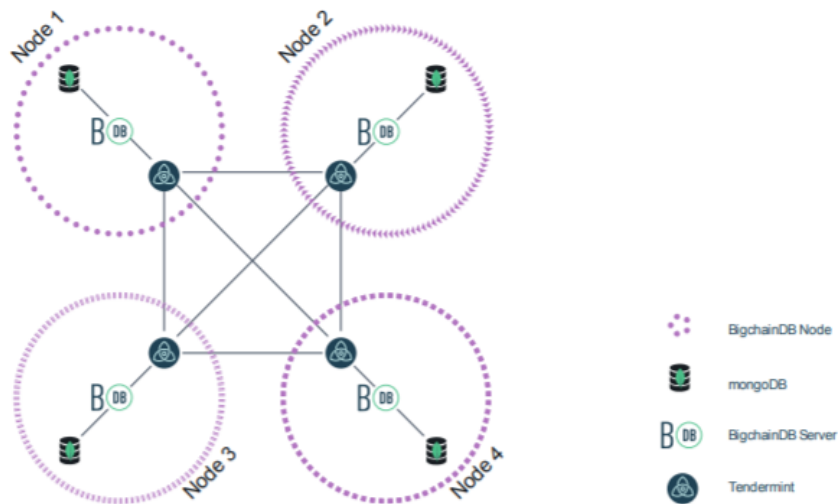 Node 1
Node 2
B DB
B DB
B DB
B DB
Node 3
Node 4
BigchainDB Node
mongoDB
B DB BigchainDB Server
Tendermint